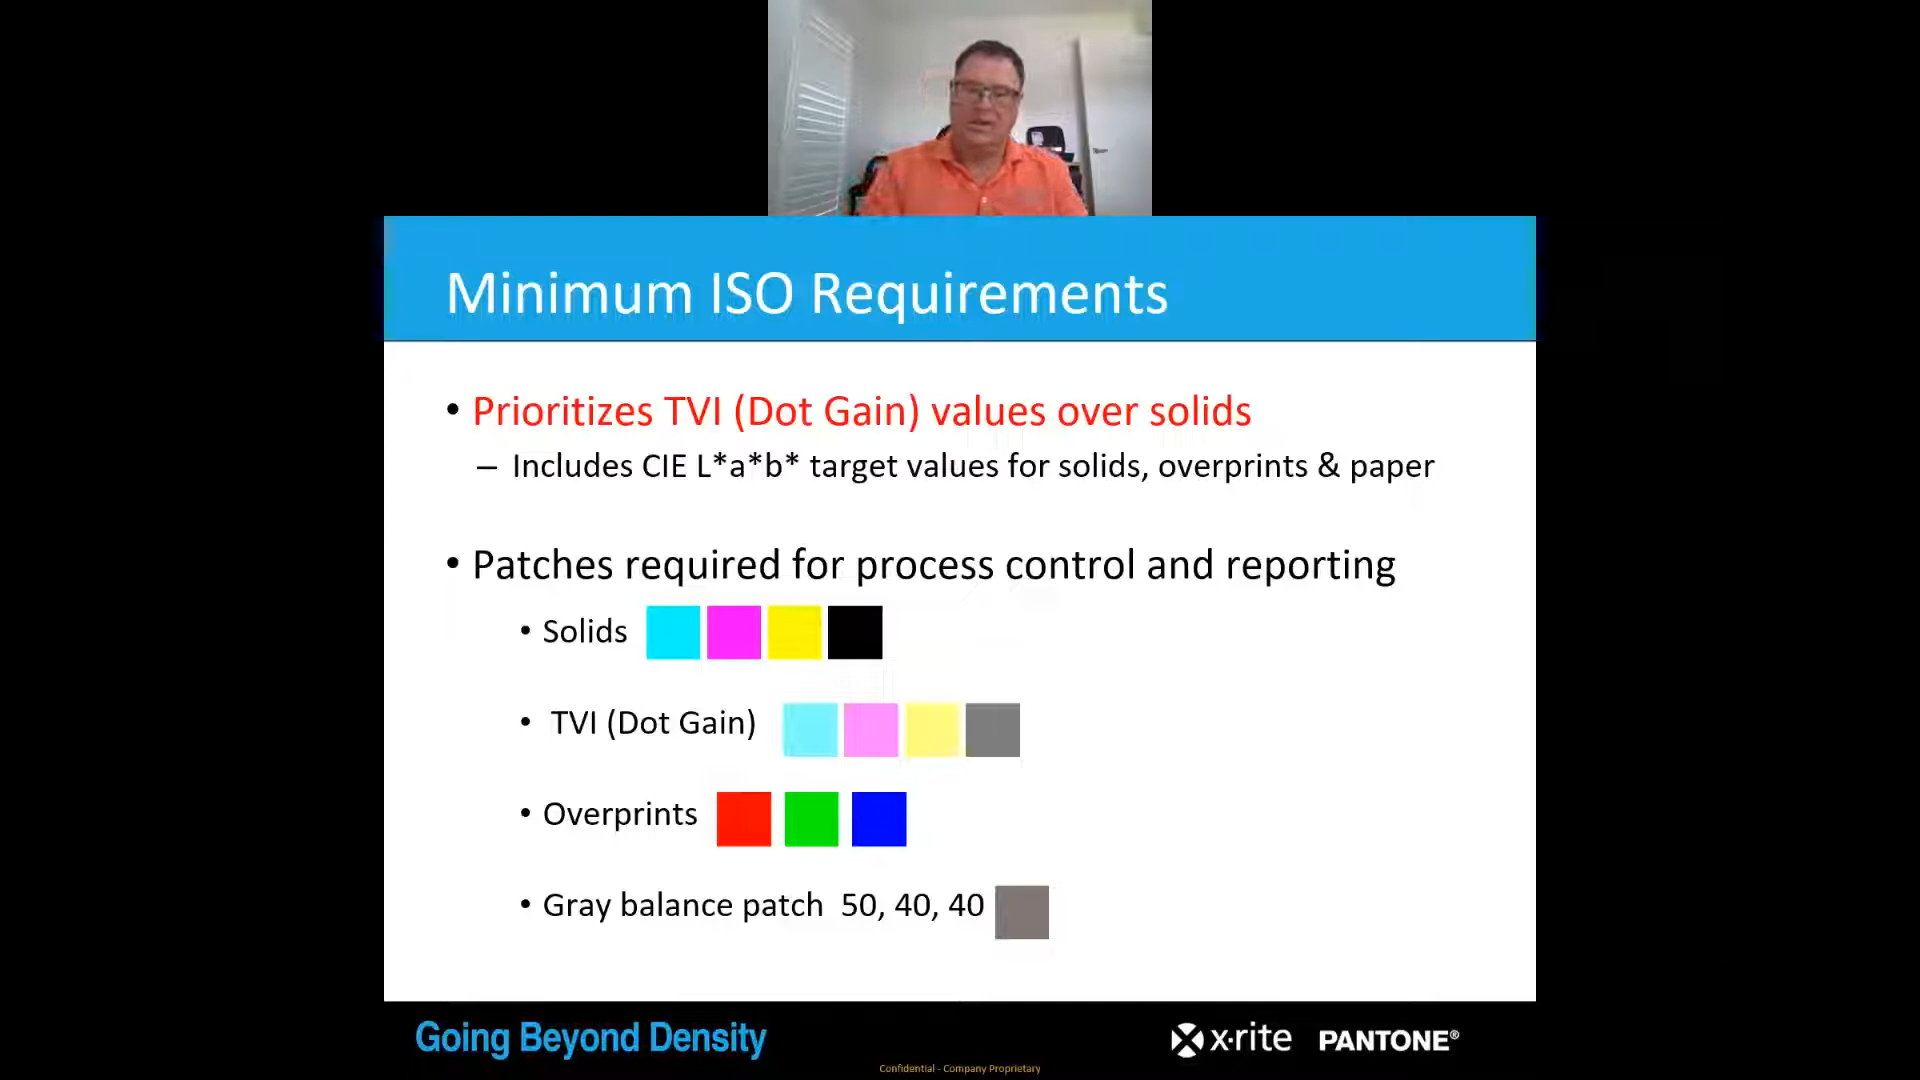 Minimum ISO Requirements
• Prioritizes TVI (Dot Gain) values over solids
– Includes CIE L*a*b* target values for solids, overprints & paper
• Patches required for process control and reporting
• Solids
• TVI (Dot Gain)
• Overprints
• Gray balance patch 50, 40, 40
Going Beyond Density
x·rite PANTONE®
Confidential - Company Proprietary